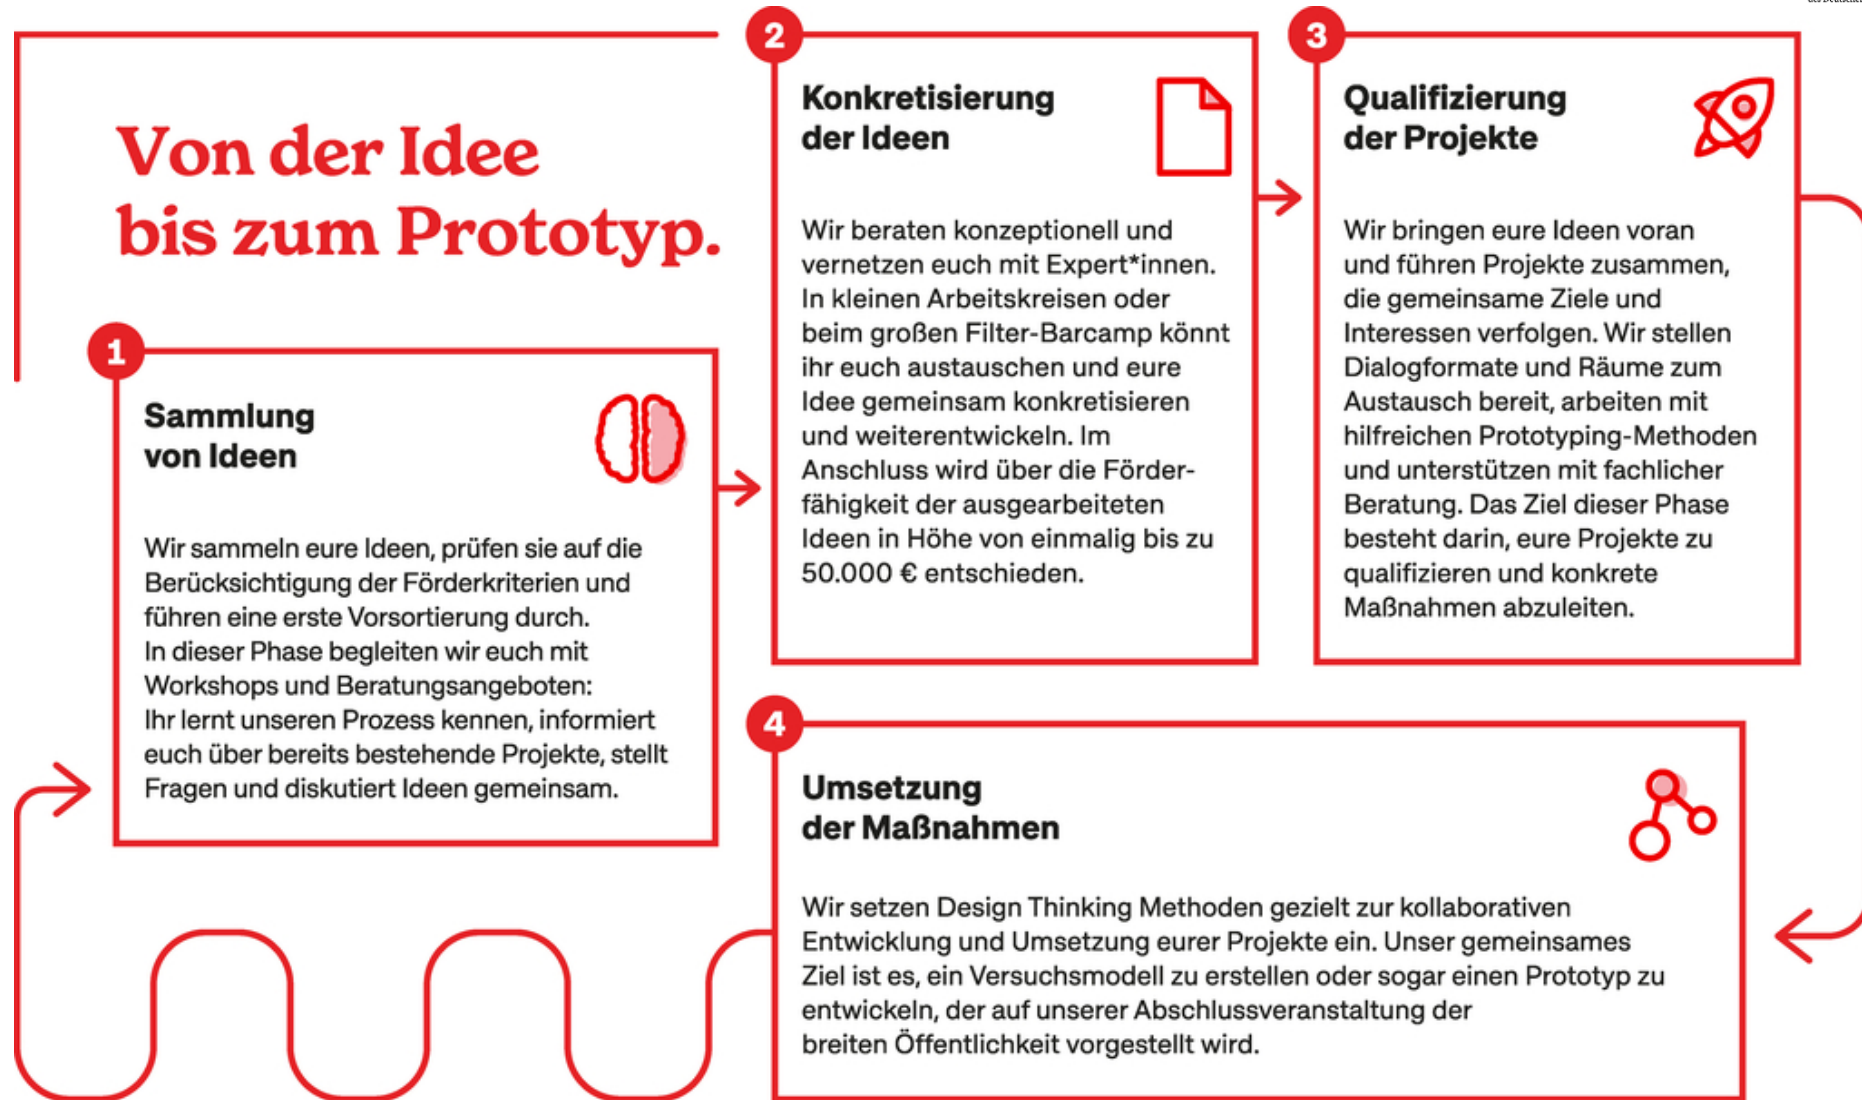 Von der Idee
bis zum Prototyp.
1
Sammlung
von Ideen
Wir sammeln eure Ideen, prüfen sie auf die
Berücksichtigung der Förderkriterien und
führen eine erste Vorsortierung durch.
In dieser Phase begleiten wir euch mit
Workshops und Beratungsangeboten:
Ihr lernt unseren Prozess kennen, informiert
euch über bereits bestehende Projekte, stellt
Fragen und diskutiert Ideen gemeinsam.
2
Konkretisierung
der Ideen
Wir beraten konzeptionell und
vernetzen euch mit Expert*innen.
In kleinen Arbeitskreisen oder
beim großen Filter-Barcamp könnt
ihr euch austauschen und eure
Idee gemeinsam konkretisieren
und weiterentwickeln. Im
Anschluss wird über die Förder-
fähigkeit der ausgearbeiteten
Ideen in Höhe von einmalig bis zu
50.000 € entschieden.
3
Qualifizierung
der Projekte
Wir bringen eure Ideen voran
und führen Projekte zusammen,
die gemeinsame Ziele und
Interessen verfolgen. Wir stellen
Dialogformate und Räume zum
Austausch bereit, arbeiten mit
hilfreichen Prototyping-Methoden
und unterstützen mit fachlicher
Beratung. Das Ziel dieser Phase
besteht darin, eure Projekte zu
qualifizieren und konkrete
Maßnahmen abzuleiten.
4
Umsetzung
der Maßnahmen
Wir setzen Design Thinking Methoden gezielt zur kollaborativen
Entwicklung und Umsetzung eurer Projekte ein. Unser gemeinsames
Ziel ist es, ein Versuchsmodell zu erstellen oder sogar einen Prototyp zu
entwickeln, der auf unserer Abschlussveranstaltung der
breiten Öffentlichkeit vorgestellt wird.